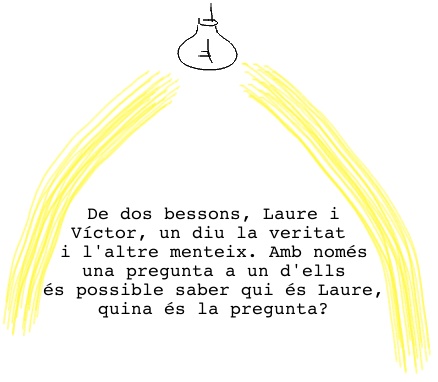 De dos bessons, Laure i
Víctor, un diu la veritat
i l'altre menteix. Amb només
una pregunta a un d'ells
és possible saber qui és Laure,
quina és la pregunta?